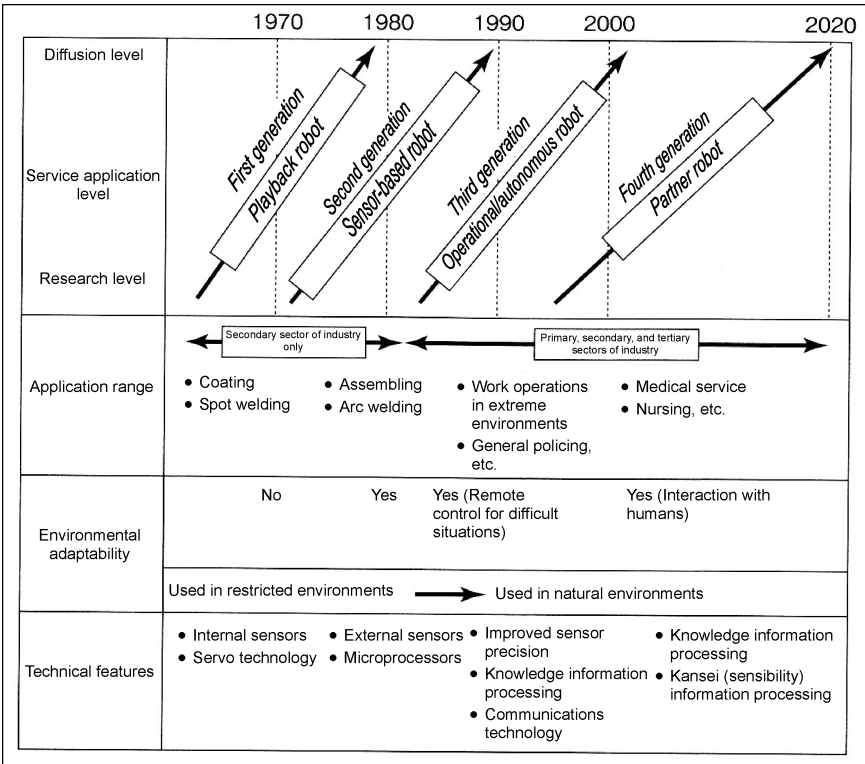 1970
1980
1990
2000
2020
Diffusion level
Service application
level
Research level
First generation
Playback robot
Second generation
Sensor-based robot
Third generation
Operational/autonomous robot
Fourth generation
Partner robot
Application range
Secondary sector of industry
only
Primary, secondary, and tertiary
sectors of industry
• Coating
• Spot welding
• Assembling
• Arc welding
• Work operations
in extreme
environments
• General policing,
etc.
• Medical service
• Nursing, etc.
Environmental
adaptability
No
Yes
Yes (Remote
control for difficult
situations)
Yes (Interaction with
humans)
Used in restricted environments
Used in natural environments
Technical features
• Internal sensors
• Servo technology
• External sensors
• Microprocessors
• Improved sensor
precision
• Knowledge information
processing
• Communications
technology
• Knowledge information
processing
• Kansei (sensibility)
information processing